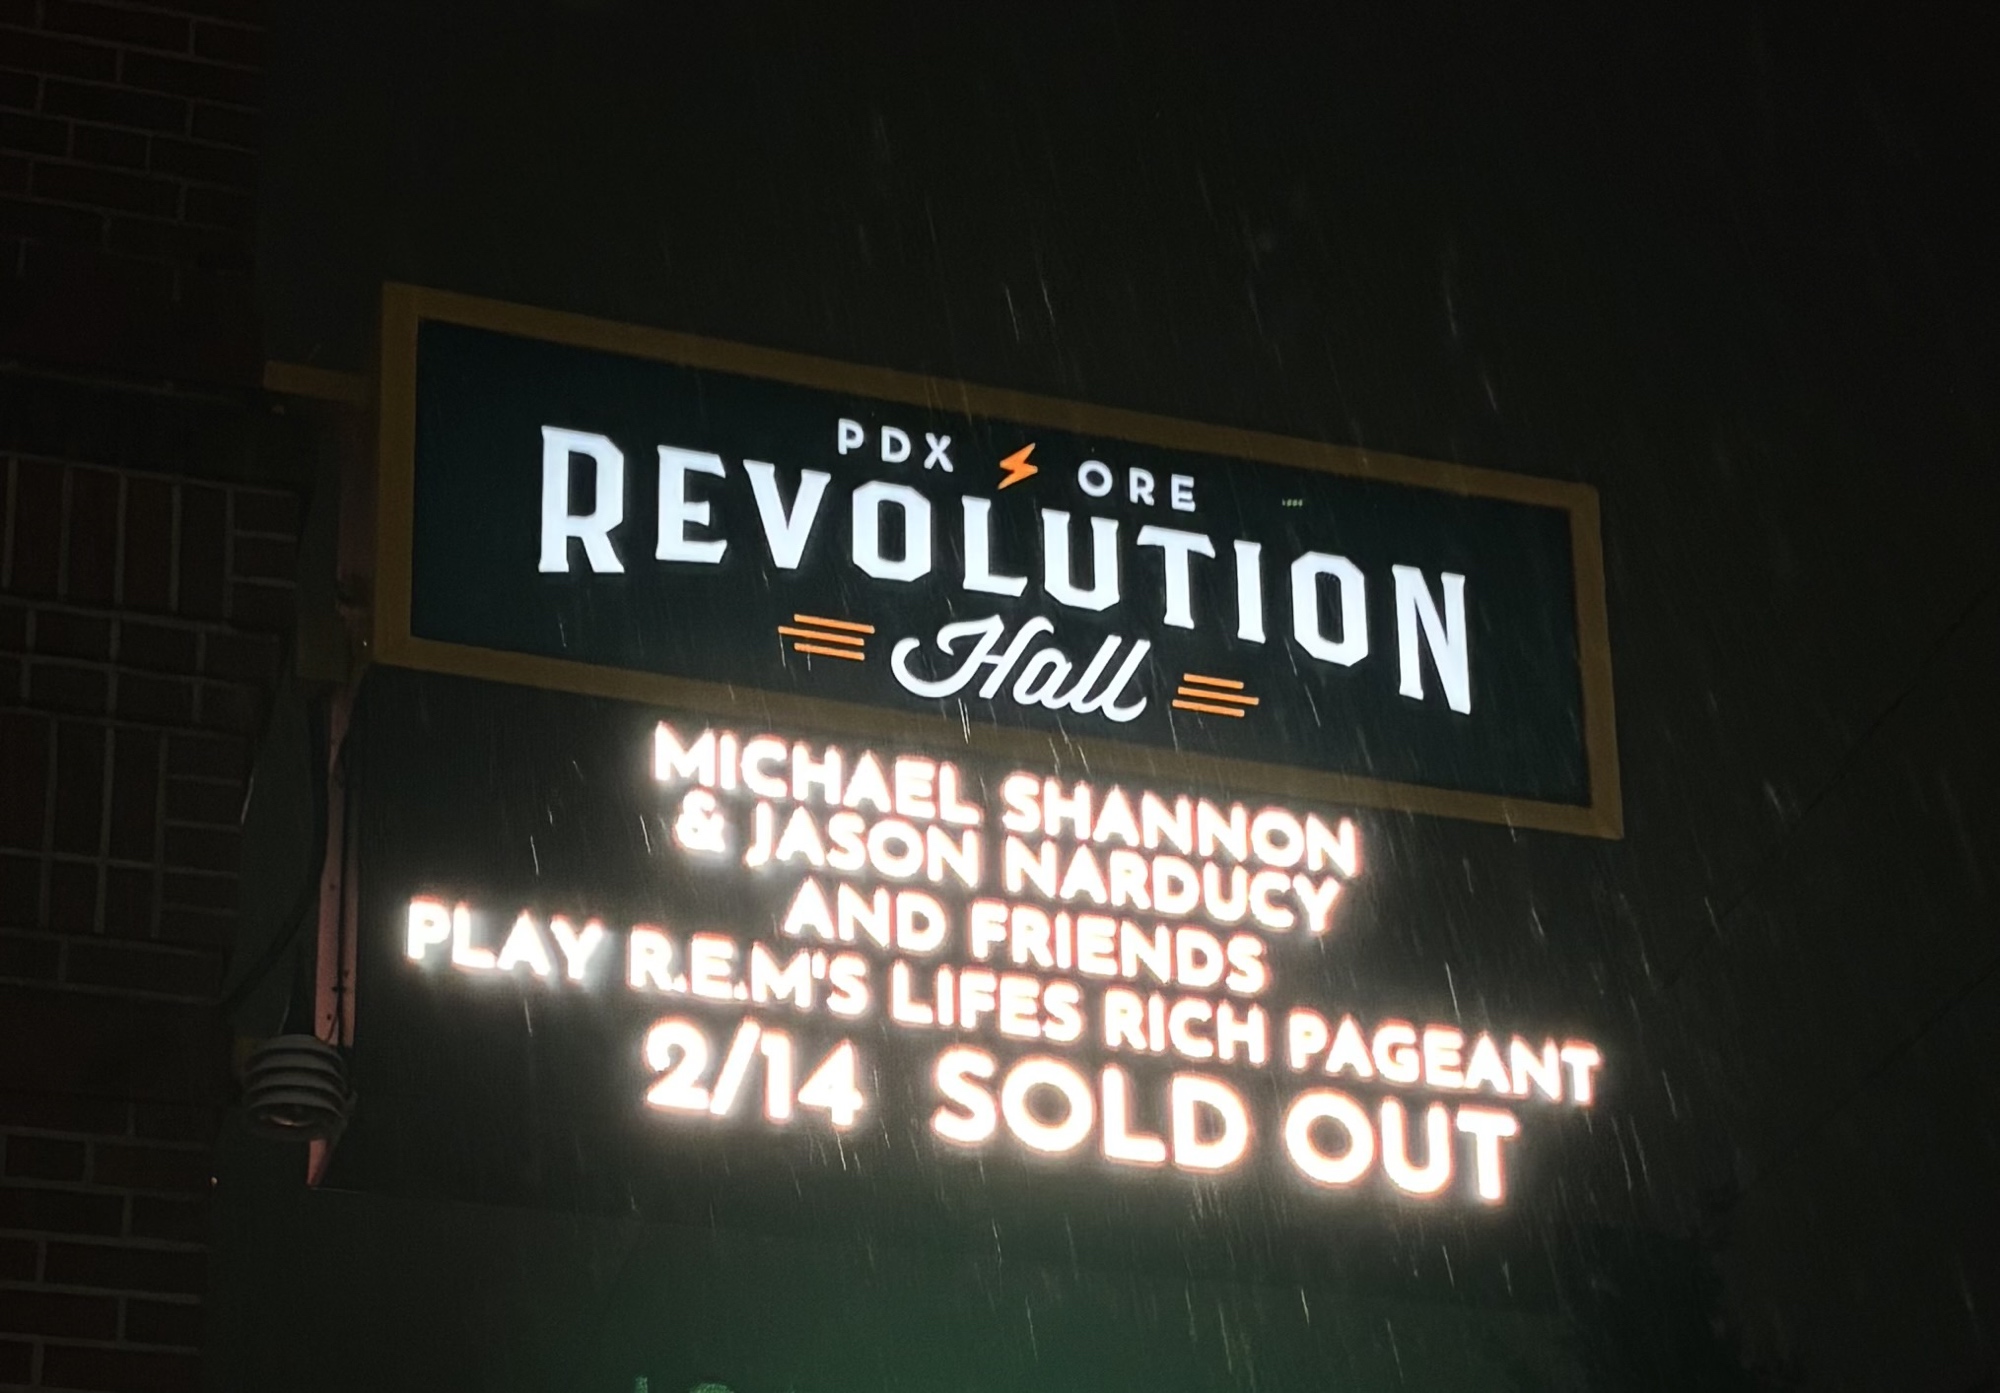 PDX ORE
REVOLUTION
Hall
MICHAEL SHANNON
& JASON NARDUCY
AND FRIENDS
PLAY R.E.M'S LIFES RICH PAGEANT
2/14 SOLD OUT